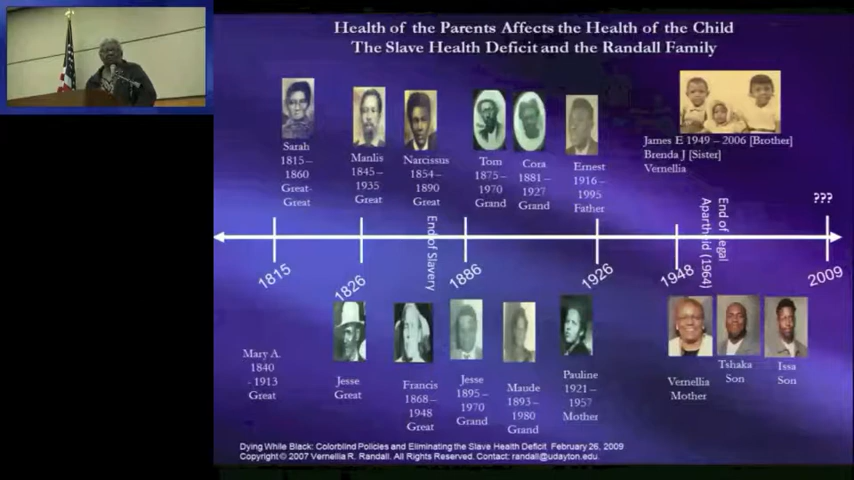 Health of the Parents Affects the Health of the Child
The Slave Health Deficit and the Randall Family
Sarah
1815–
1860
Great-
Great
Manlis
1845–
1935
Great
Narcissus
1854–
1890
Great
Tom
1875–
1970
Grand
Cora
1881–
1927
Grand
Ernest
1916–
1995
Father
James E 1949 – 2006 [Brother]
Brenda J [Sister]
Vernellia
???
End of Slavery
End of Legal
Apartheid (1964)
1815
1826
1886
1926
1948
2009
Mary A.
1840
- 1913
Great
Jesse
Great
Francis
1868–
1948
Great
Jesse
1895–
1970
Grand
Maude
1893–
1980
Grand
Pauline
1921–
1957
Mother
Vernellia
Mother
Tshaka
Son
Issa
Son
Dying While Black: Colorblind Policies and Eliminating the Slave Health Deficit February 26, 2009
Copyright © 2007 Vernellia R. Randall. All Rights Reserved. Contact: randall@udayton.edu.